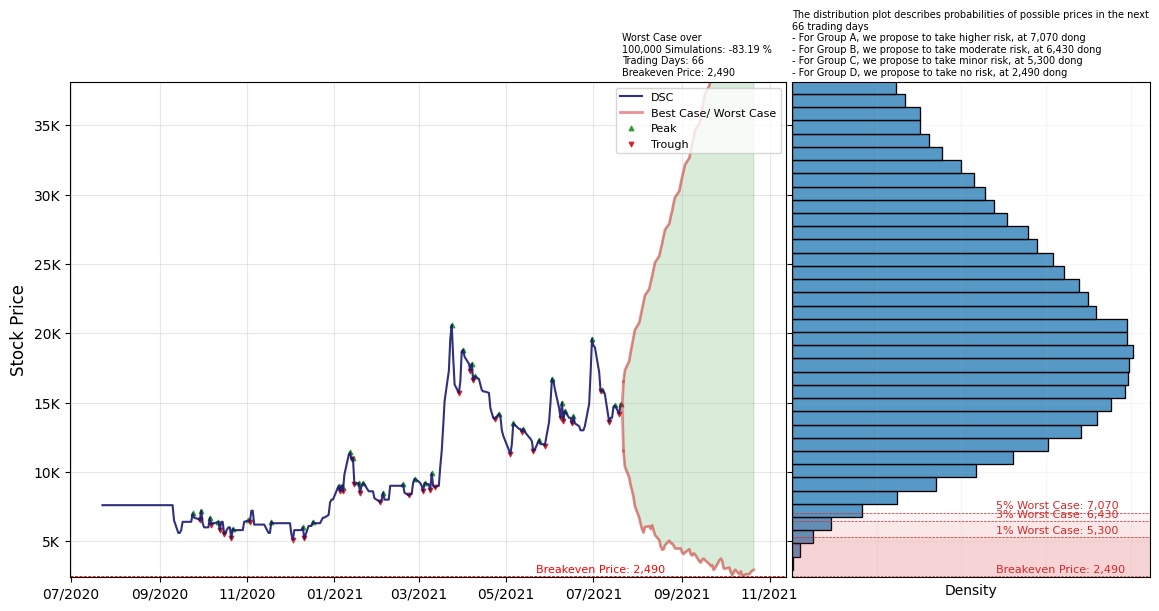 The distribution plot describes probabilities of possible prices in the next
66 trading days
- For Group A, we propose to take higher risk, at 7,070 dong
- For Group B, we propose to take moderate risk, at 6,430 dong
- For Group C, we propose to take minor risk, at 5,300 dong
- For Group D, we propose to take no risk, at 2,490 dong
Worst Case over
100,000 Simulations: -83.19 %
Trading Days: 66
Breakeven Price: 2,490
DSC
Best Case/ Worst Case
Peak
Trough
Stock Price
35K
30K
25K
20K
15K
10K
5K
Breakeven Price: 2,490
07/2020
09/2020
11/2020
01/2021
03/2021
05/2021
07/2021
09/2021
11/2021
5% Worst Case: 7,070
3% Worst Case: 6,430
1% Worst Case: 5,300
Breakeven Price: 2,490
Density